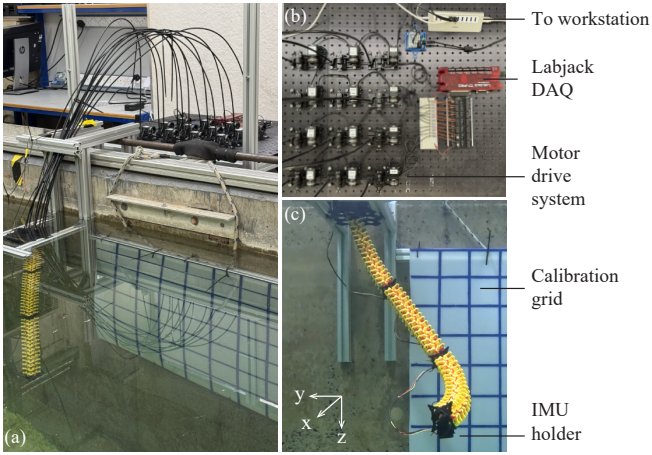 (a)
(b)
To workstation
Labjack
DAQ
Motor
drive
system
(c)
Calibration
grid
y
x
z
IMU
holder